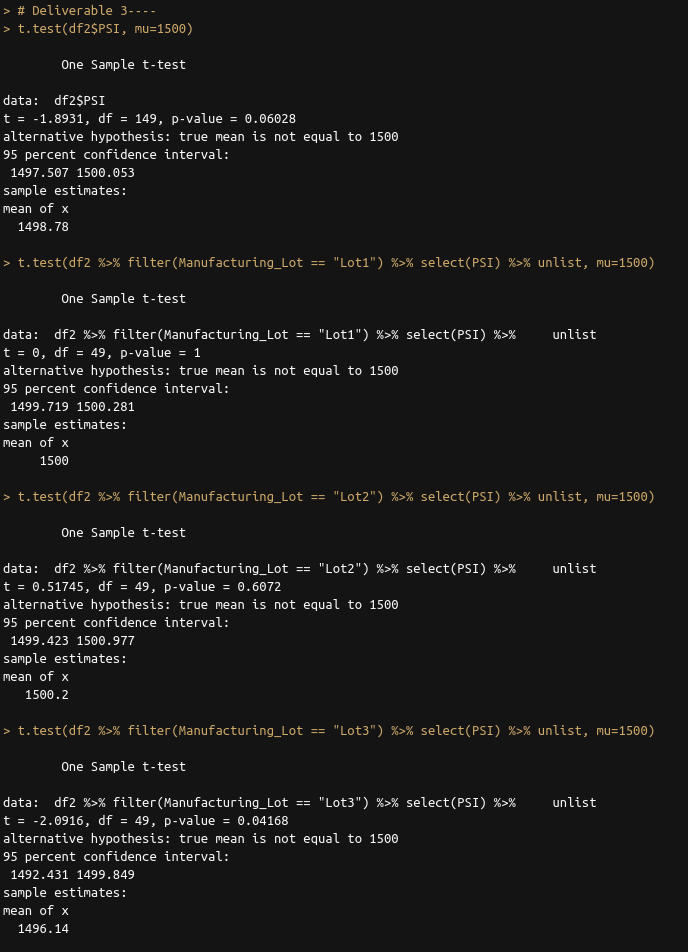 > # Deliverable 3----
> t.test(df2$PSI, mu=1500)
One Sample t-test
data:  df2$PSI
t = -1.8931, df = 149, p-value = 0.06028
alternative hypothesis: true mean is not equal to 1500
95 percent confidence interval:
 1497.507 1500.053
sample estimates:
mean of x
  1498.78
> t.test(df2 %>% filter(Manufacturing_Lot == "Lot1") %>% select(PSI) %>% unlist, mu=1500)
One Sample t-test
data:  df2 %>% filter(Manufacturing_Lot == "Lot1") %>% select(PSI) %>%     unlist
t = 0, df = 49, p-value = 1
alternative hypothesis: true mean is not equal to 1500
95 percent confidence interval:
 1499.719 1500.281
sample estimates:
mean of x
     1500
> t.test(df2 %>% filter(Manufacturing_Lot == "Lot2") %>% select(PSI) %>% unlist, mu=1500)
One Sample t-test
data:  df2 %>% filter(Manufacturing_Lot == "Lot2") %>% select(PSI) %>%     unlist
t = 0.51745, df = 49, p-value = 0.6072
alternative hypothesis: true mean is not equal to 1500
95 percent confidence interval:
 1499.423 1500.977
sample estimates:
mean of x
   1500.2
> t.test(df2 %>% filter(Manufacturing_Lot == "Lot3") %>% select(PSI) %>% unlist, mu=1500)
One Sample t-test
data:  df2 %>% filter(Manufacturing_Lot == "Lot3") %>% select(PSI) %>%     unlist
t = -2.0916, df = 49, p-value = 0.04168
alternative hypothesis: true mean is not equal to 1500
95 percent confidence interval:
 1492.431 1499.849
sample estimates:
mean of x
  1496.14